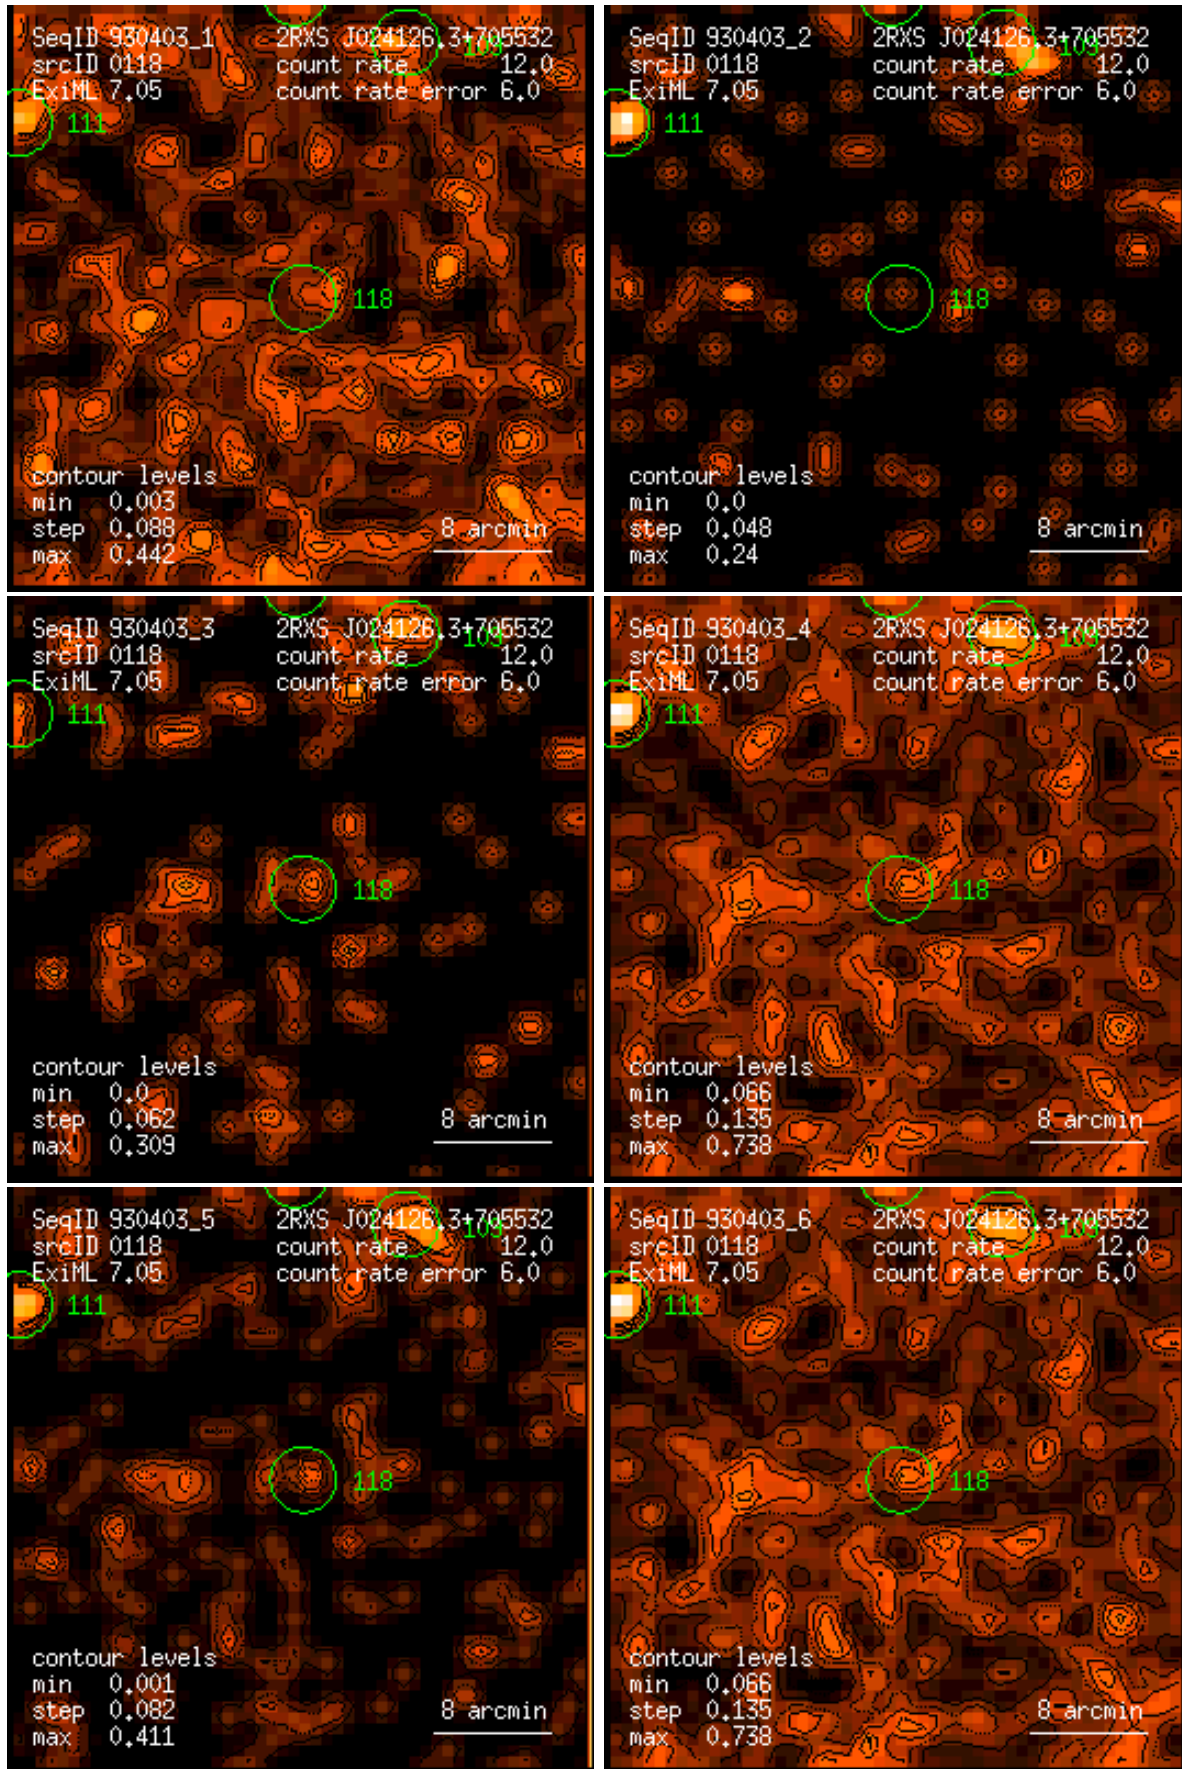 SeqID 930403_1 2RXS J024126.3+705532
109
srcID 0118 count rate 12.0
ExiML 7.05 count rate error 6.0
111
118
contour levels
min 0.003
step 0.088 8 arcmin
max 0.442
SeqID 930403_2 2RXS J024126.3+705532
109
srcID 0118 count rate 12.0
ExiML 7.05 count rate error 6.0
111
118
contour levels
min 0.0
step 0.048 8 arcmin
max 0.24
SeqID 930403_3 2RXS J024126.3+705532
109
srcID 0118 count rate 12.0
ExiML 7.05 count rate error 6.0
111
118
contour levels
min 0.0
step 0.062 8 arcmin
max 0.309
SeqID 930403_4 2RXS J024126.3+705532
109
srcID 0118 count rate 12.0
ExiML 7.05 count rate error 6.0
111
118
contour levels
min 0.066
step 0.135 8 arcmin
max 0.738
SeqID 930403_5 2RXS J024126.3+705532
109
srcID 0118 count rate 12.0
ExiML 7.05 count rate error 6.0
111
118
contour levels
min 0.001
step 0.082 8 arcmin
max 0.411
SeqID 930403_6 2RXS J024126.3+705532
109
srcID 0118 count rate 12.0
ExiML 7.05 count rate error 6.0
111
118
contour levels
min 0.066
step 0.135 8 arcmin
max 0.738